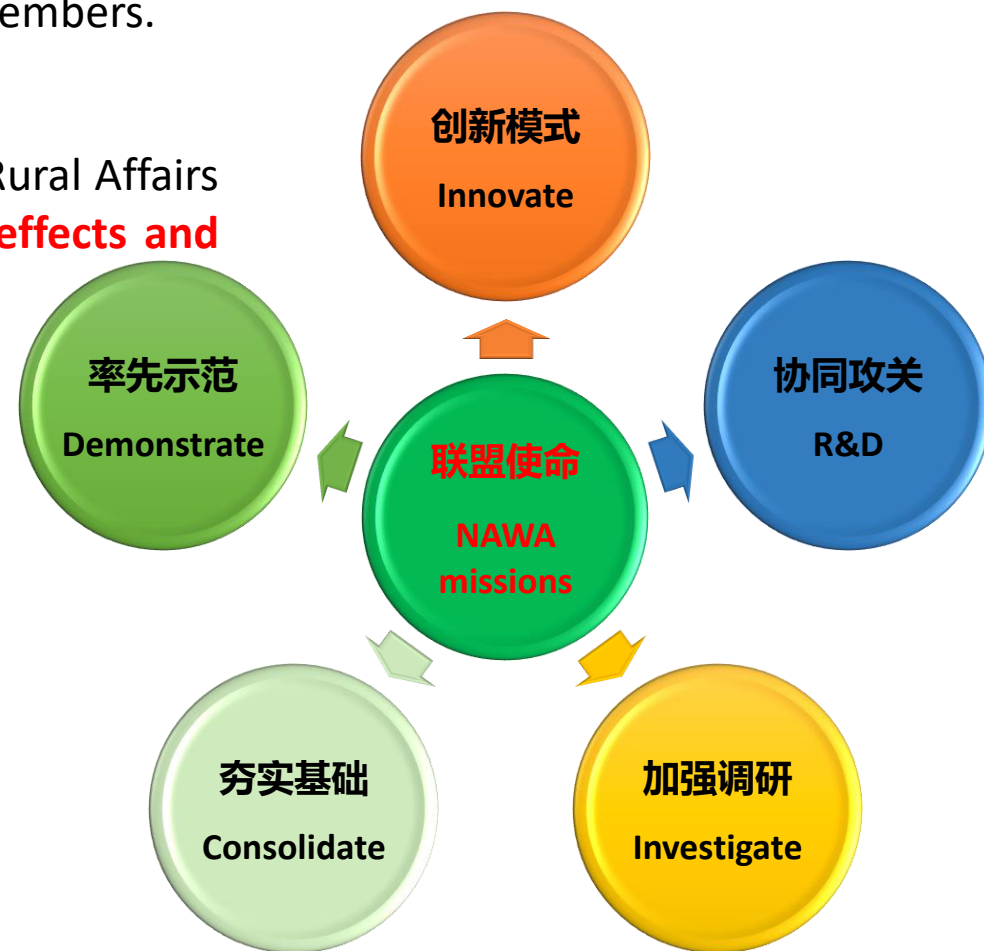 embers.
Rural Affairs
effects and
创新模式
Innovate
率先示范
Demonstrate
协同攻关
R&D
联盟使命
NAWA
missions
夯实基础
Consolidate
加强调研
Investigate